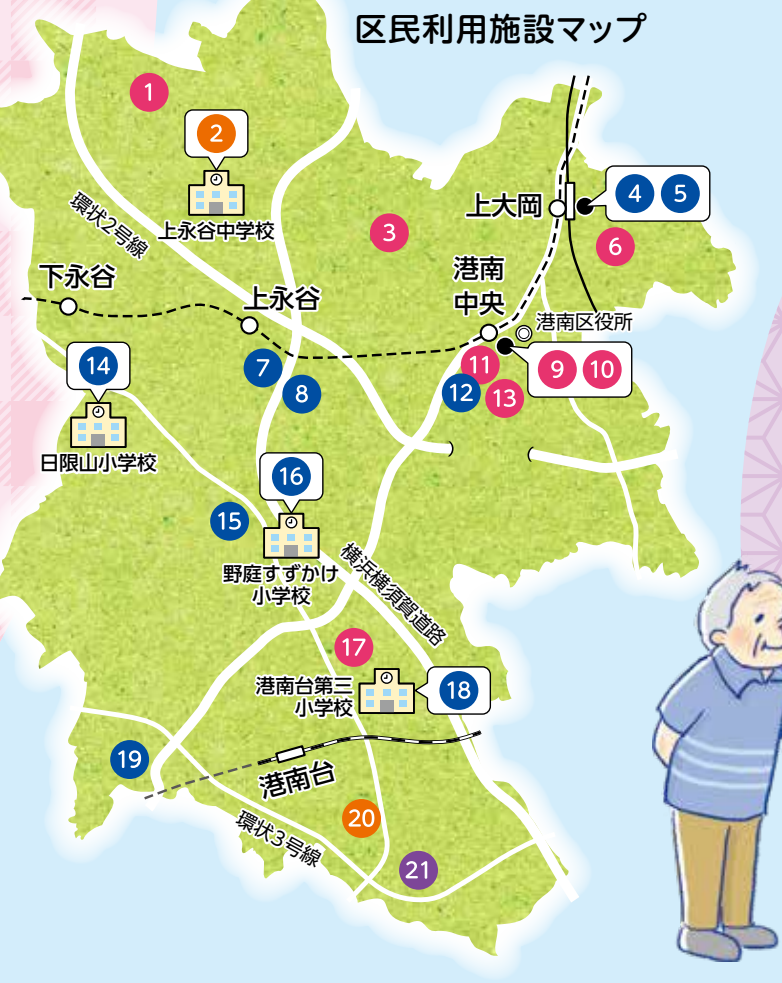 区民利用施設マップ
1
2
上永谷中学校
環状2号線
3
上大岡
4 5
6
港南
中央
港南区役所
下永谷
上永谷
7
8
9 10
11
12
13
14
日限山小学校
16
15
野庭すずかけ
小学校
横浜横須賀道路
17
港南台第三
小学校
18
19
港南台
環状3号線
20
21